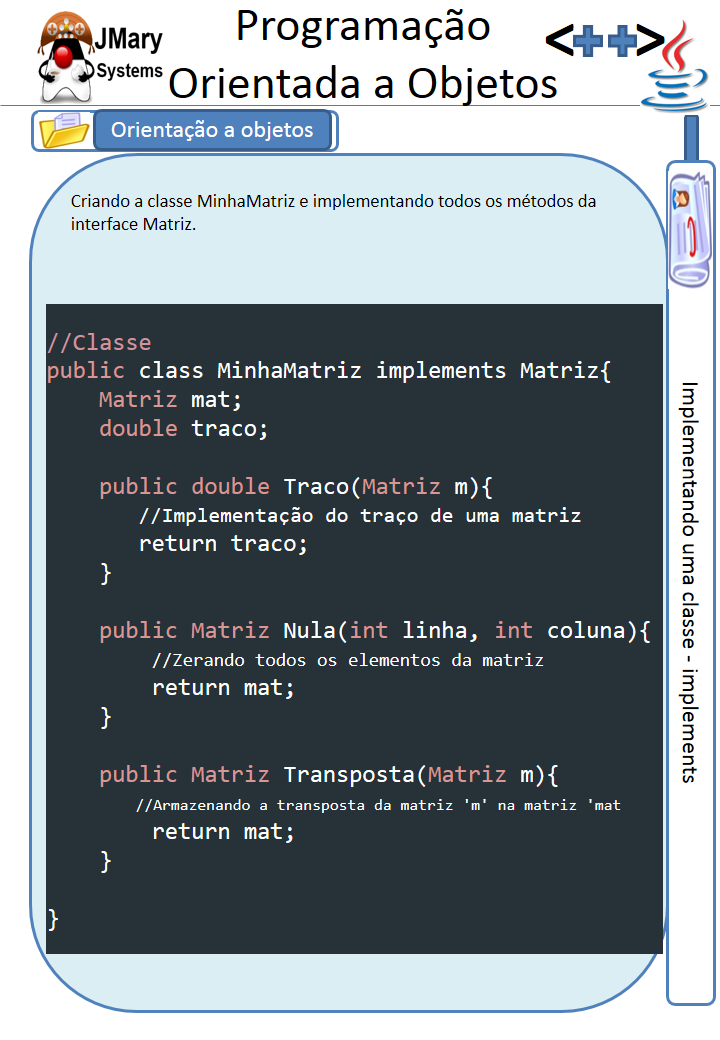 JMary
Systems
Programação
Orientada a Objetos
<++>
Orientação a objetos
Criando a classe MinhaMatriz e implementando todos os métodos da
interface Matriz.
//Classe
public class MinhaMatriz implements Matriz{
Matriz mat;
double traco;
public double Traco(Matriz m){
//Implementação do traço de uma matriz
return traco;
}
public Matriz Nula(int linha, int coluna){
//Zerando todos os elementos da matriz
return mat;
}
public Matriz Transposta(Matriz m){
//Armazenando a transposta da matriz 'm' na matriz 'mat
return mat;
}
}
Implementando uma classe - implements